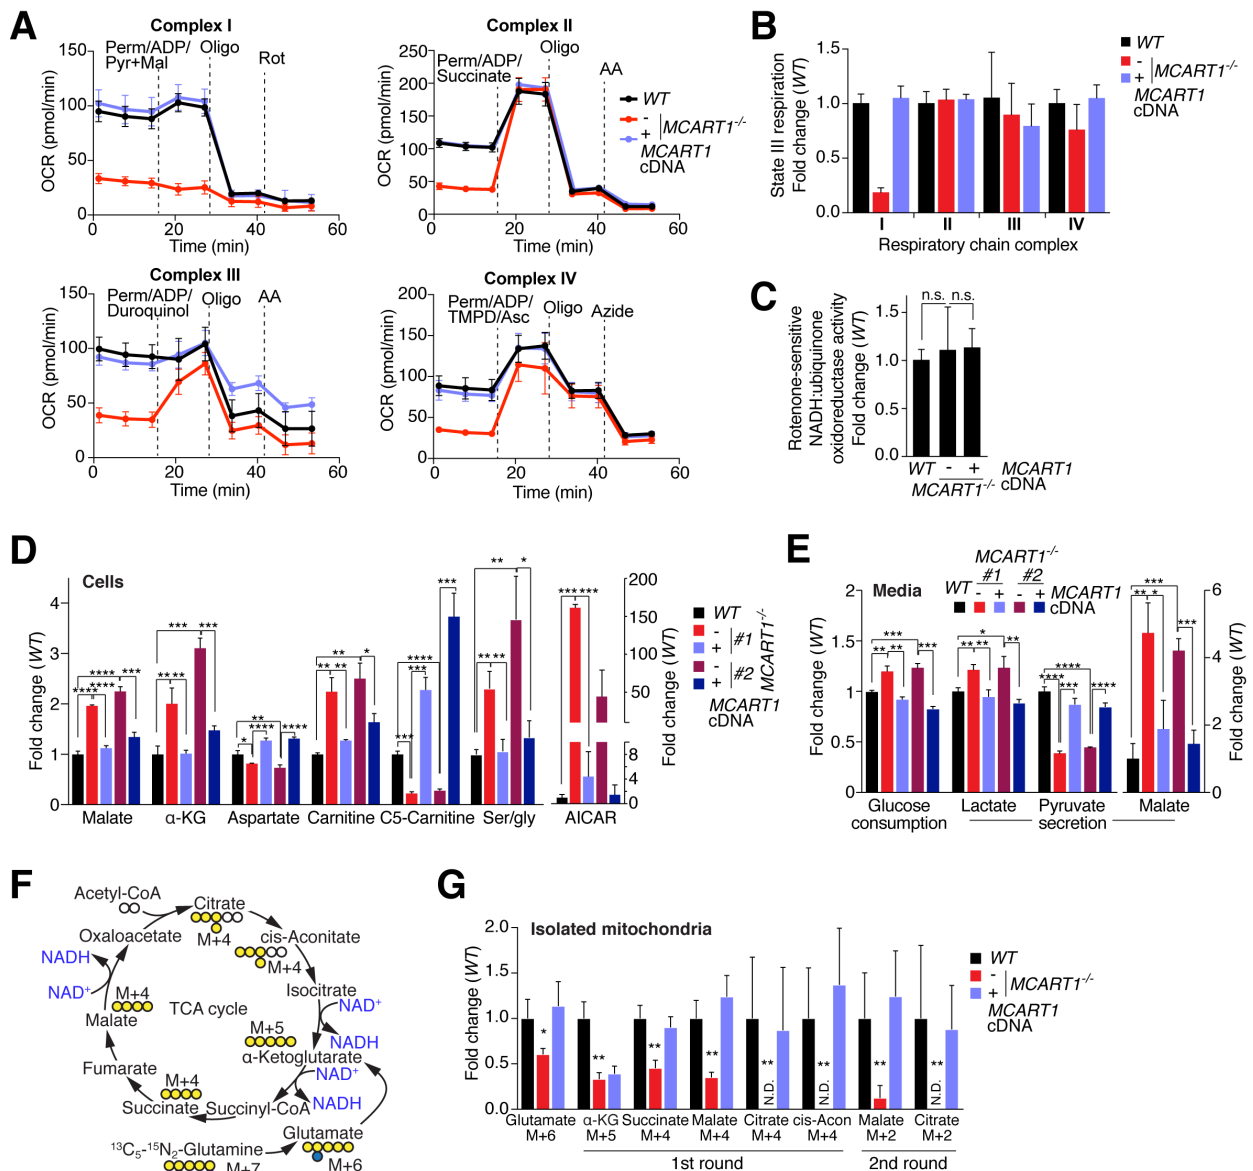 A
Complex I
OCR (pmol/min)
150
100
50
0
Perm/ADP/
Pyr+Mal
Oligo
Rot
0
20
40
60
Time (min)
Complex II
OCR (pmol/min)
250
200
150
100
50
0
Perm/ADP/
Succinate
Oligo
AA
0
20
40
60
Time (min)
WT
-
+
MCART1-/-
MCART1
cDNA
Complex III
OCR (pmol/min)
150
100
50
0
Perm/ADP/
Duroquinol
Oligo
AA
0
20
40
60
Time (min)
Complex IV
OCR (pmol/min)
200
150
100
50
0
Perm/ADP/
TMPD/Asc
Oligo
Azide
0
20
40
60
Time (min)
B
State III respiration
Fold change (WT)
1.5
1.0
0.5
0.0
I
II
III
IV
Respiratory chain complex
WT
-
+
MCART1-/-
MCART1
cDNA
C
Rotenone-sensitive
NADH:ubiquinone
oxidoreductase activity
Fold change (WT)
1.5
1.0
0.5
0.0
n.s.
n.s.
WT
-
+
MCART1
cDNA
MCART1-/-
D
Cells
Fold change (WT)
4
3
2
1
0
****
****
****
***
***
**
**
***
*
****
**
****
**
**
**
*
***
***
****
***
**
**
**
*
***
***
Malate
α-KG
Aspartate
Carnitine
C5-Carnitine
Ser/gly
AICAR
200
150
100
50
8
4
2
0
Fold change (WT)
WT
-
+
#1
-
+
#2
MCART1-/-
MCART1
cDNA
E
Media
MCART1-/-
#1
#2
WT
-
+
-
+
MCART1
cDNA
Fold change (WT)
2
1.5
1
0.5
0
**
**
***
***
**
**
*
**
****
***
****
****
**
*
***
***
Glucose
consumption
Lactate
Pyruvate
Malate
secretion
6
4
2
0
Fold change (WT)
F
Acetyl-CoA
Citrate
M+4
cis-Aconitate
M+4
Isocitrate
NAD+
NADH
M+5
α-Ketoglutarate
NAD+
NADH
Succinyl-CoA
Succinate
M+4
Fumarate
Malate
M+4
NAD+
NADH
Oxaloacetate
TCA cycle
Glutamate
M+6
13C5-15N2-Glutamine
M+7
G
Isolated mitochondria
Fold change (WT)
2.0
1.5
1.0
0.5
0.0
*
**
**
**
**
N.D.
**
N.D.
**
**
N.D.
Glutamate
M+6
α-KG
M+5
Succinate
M+4
Malate
M+4
Citrate
M+4
cis-Acon
M+4
Malate
M+2
Citrate
M+2
1st round
2nd round
WT
-
+
MCART1-/-
MCART1
cDNA